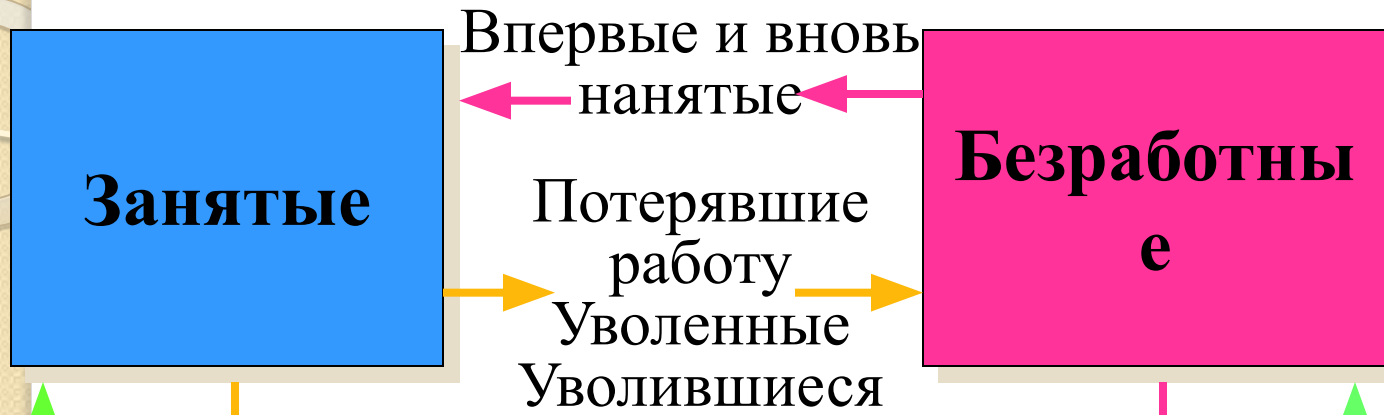 Впервые и вновь
нанятые
Занятые
Потерявшие
работу
Уволенные
Уволившиеся
Безработны
е